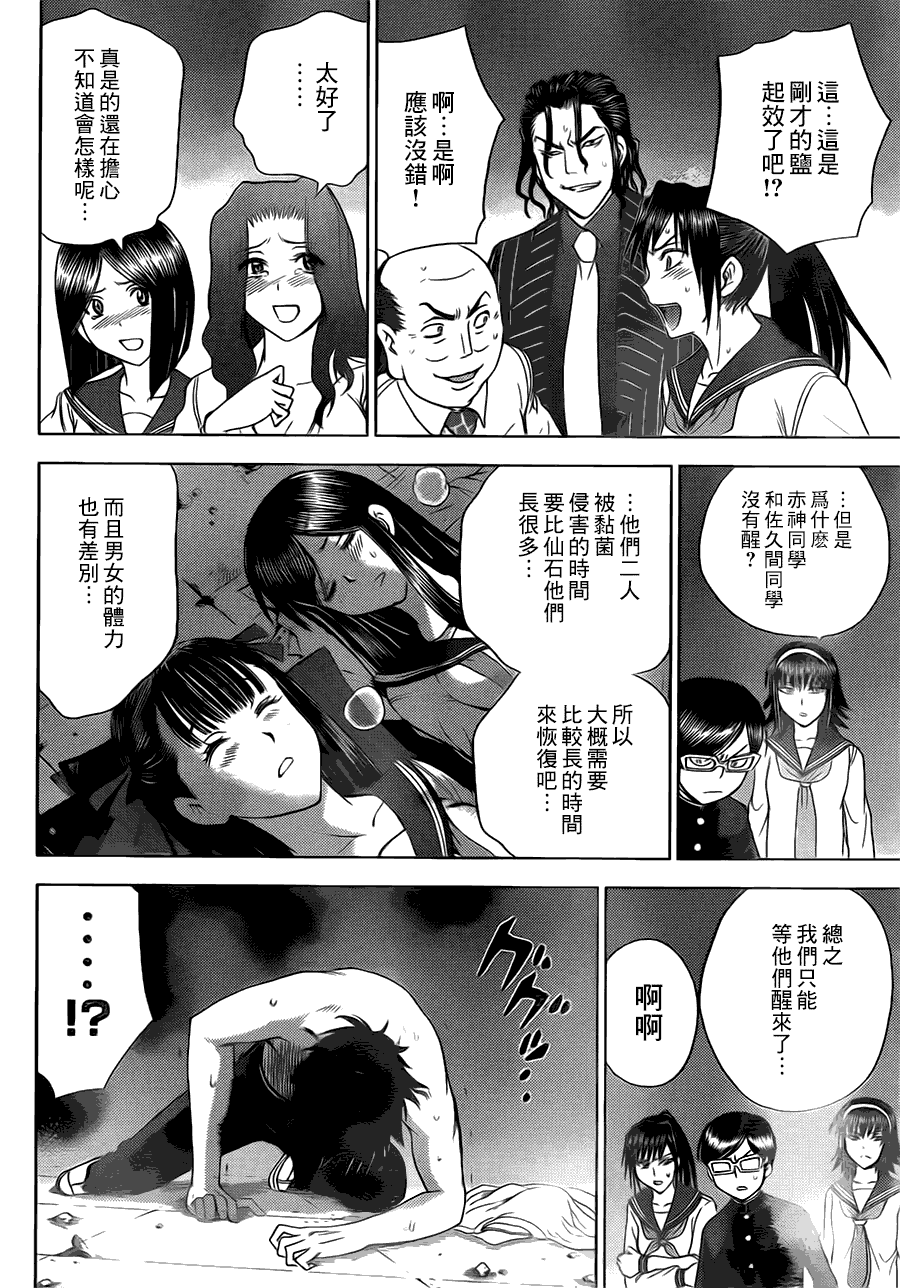 這…這是
剛才的鹽
起效了吧!?
啊…是啊
應該沒錯！
太好了
……
真是的還在擔心
不知道會怎樣呢…
…但是
爲什麽
赤神同學
和佐久間同學
沒有醒？
…他們二人
被黏菌
侵害的時間
要比仙石他們
長很多…
所以
大概需要
比較長的時間
來恢復吧…
而且男女的體力
也有差別…
總之
我們只能
等他們醒來了…
啊
啊
ググッ…
……!?